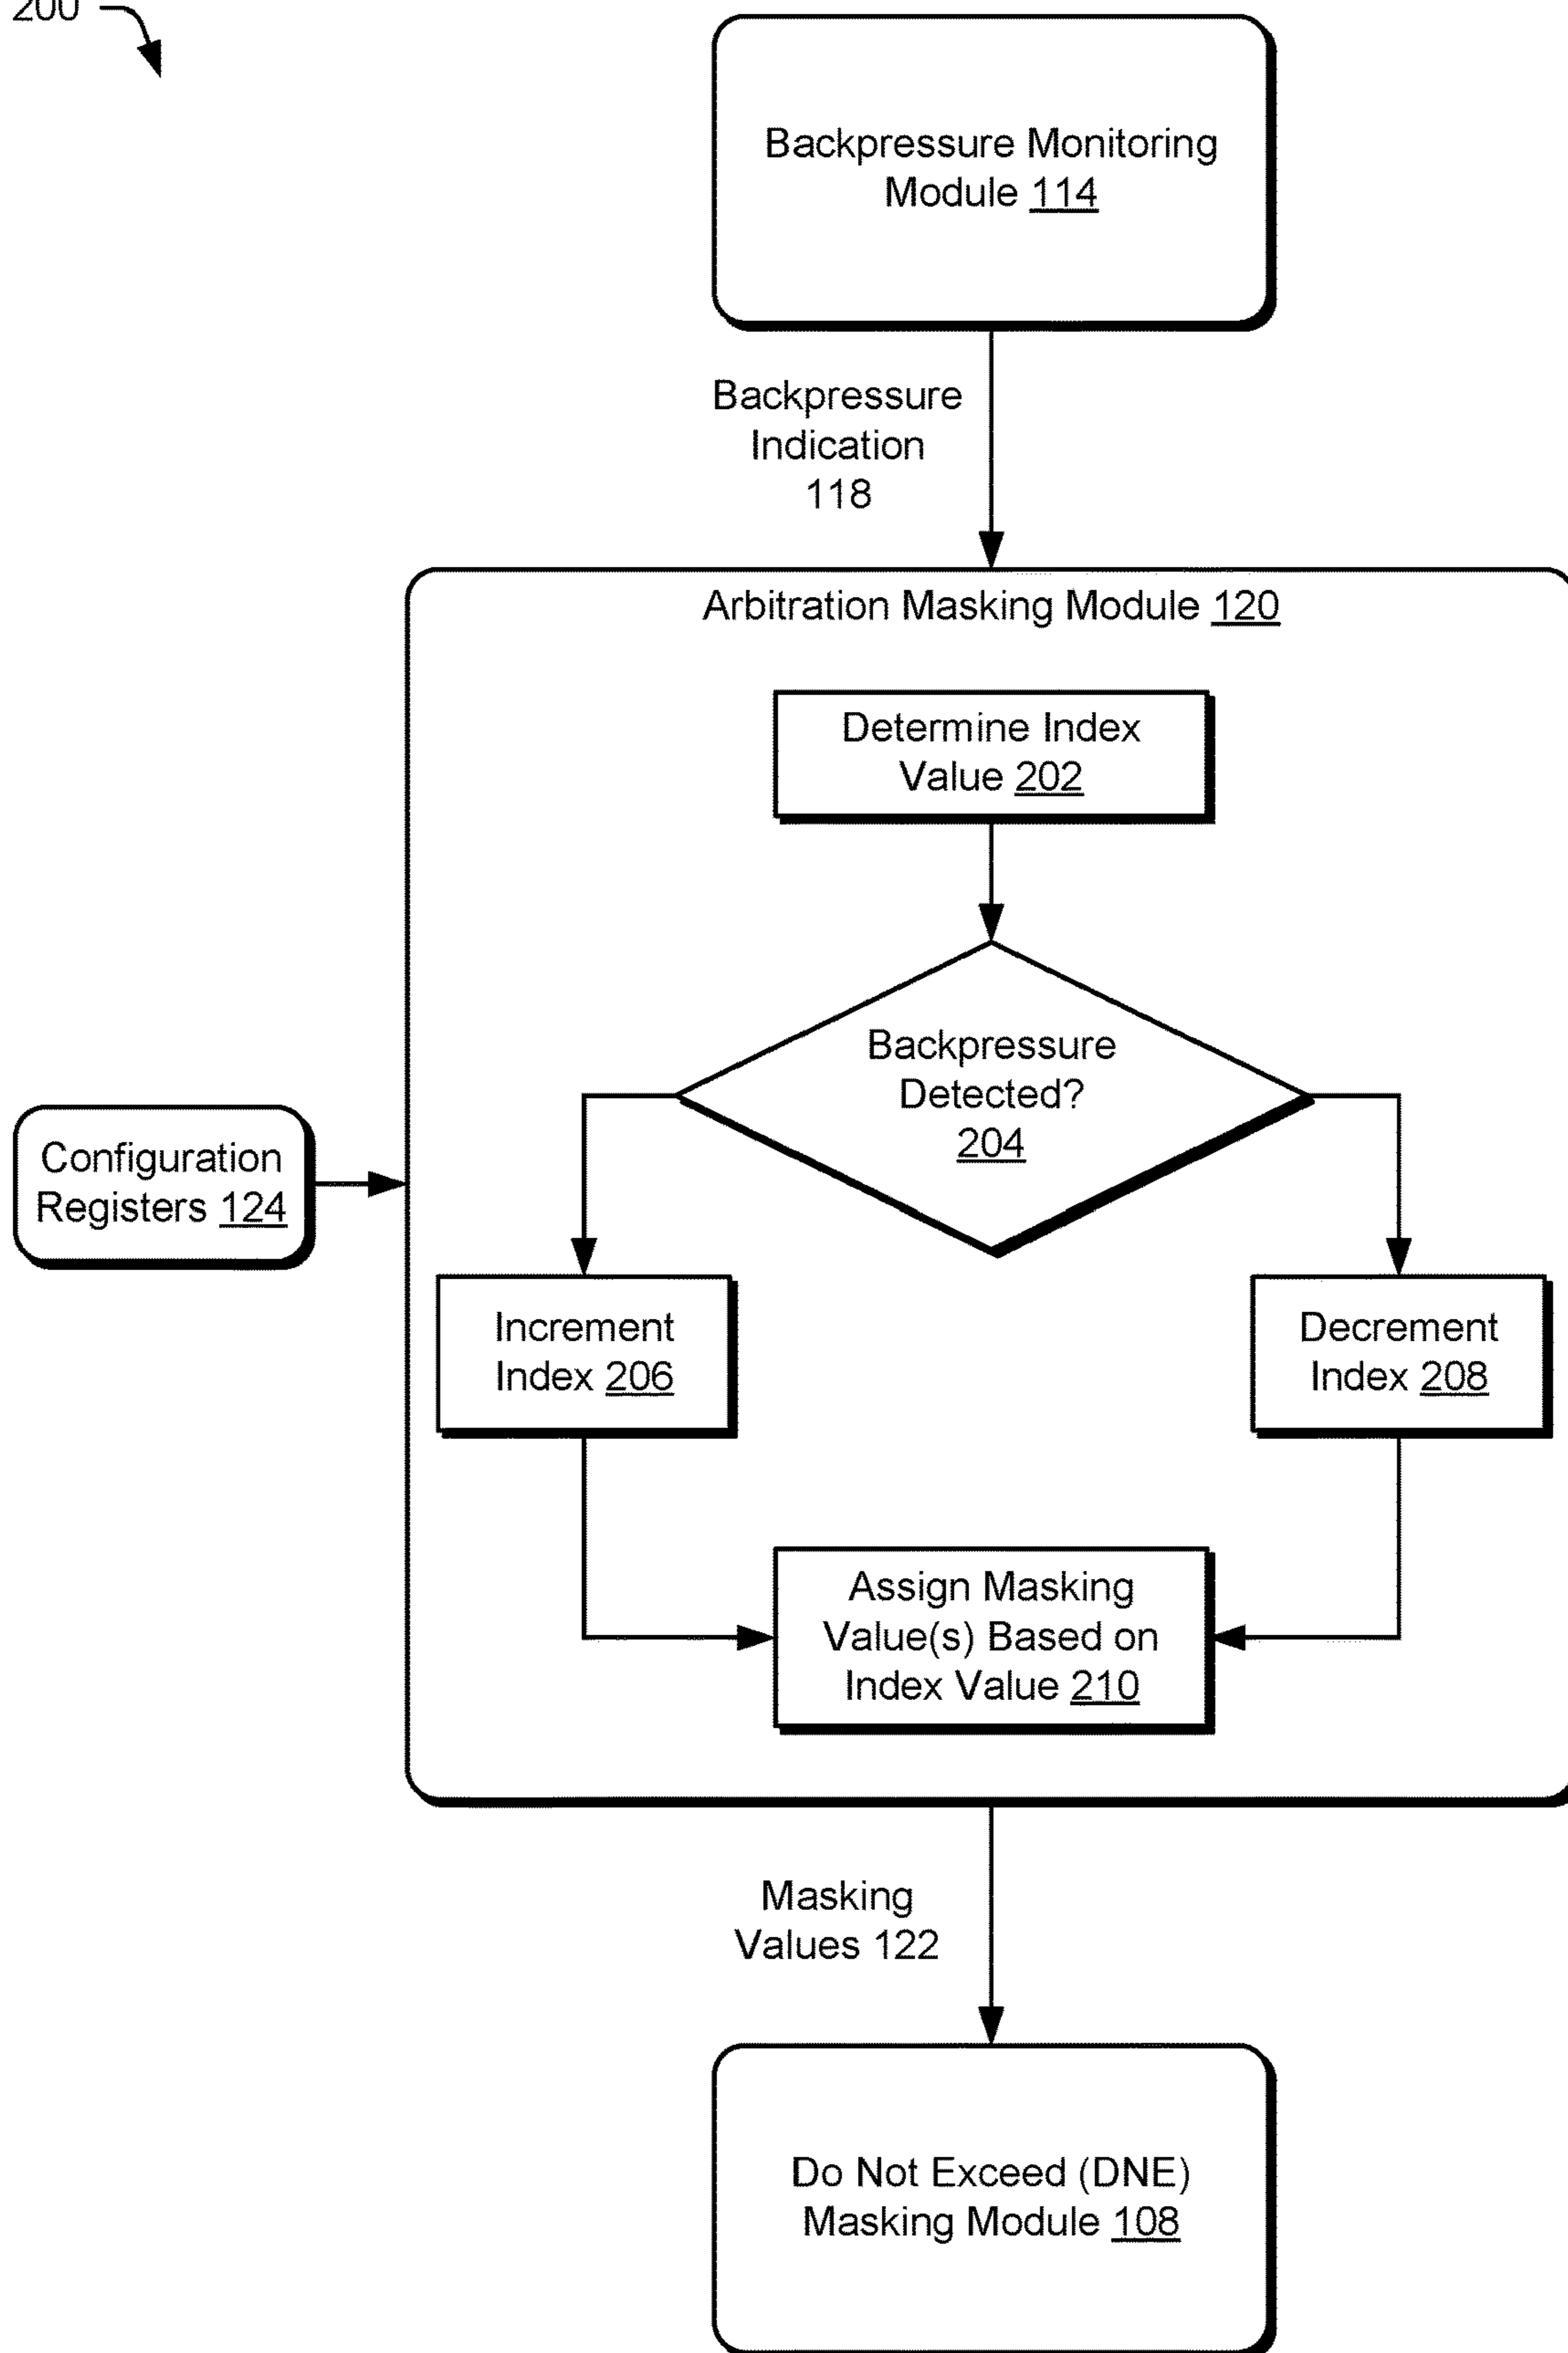 200
Backpressure Monitoring
Module 114
Backpressure
Indication
118
Arbitration Masking Module 120
Determine Index
Value 202
Backpressure
Detected?
204
Configuration
Registers 124
Increment
Index 206
Decrement
Index 208
Assign Masking
Value(s) Based on
Index Value 210
Masking
Values 122
Do Not Exceed (DNE)
Masking Module 108